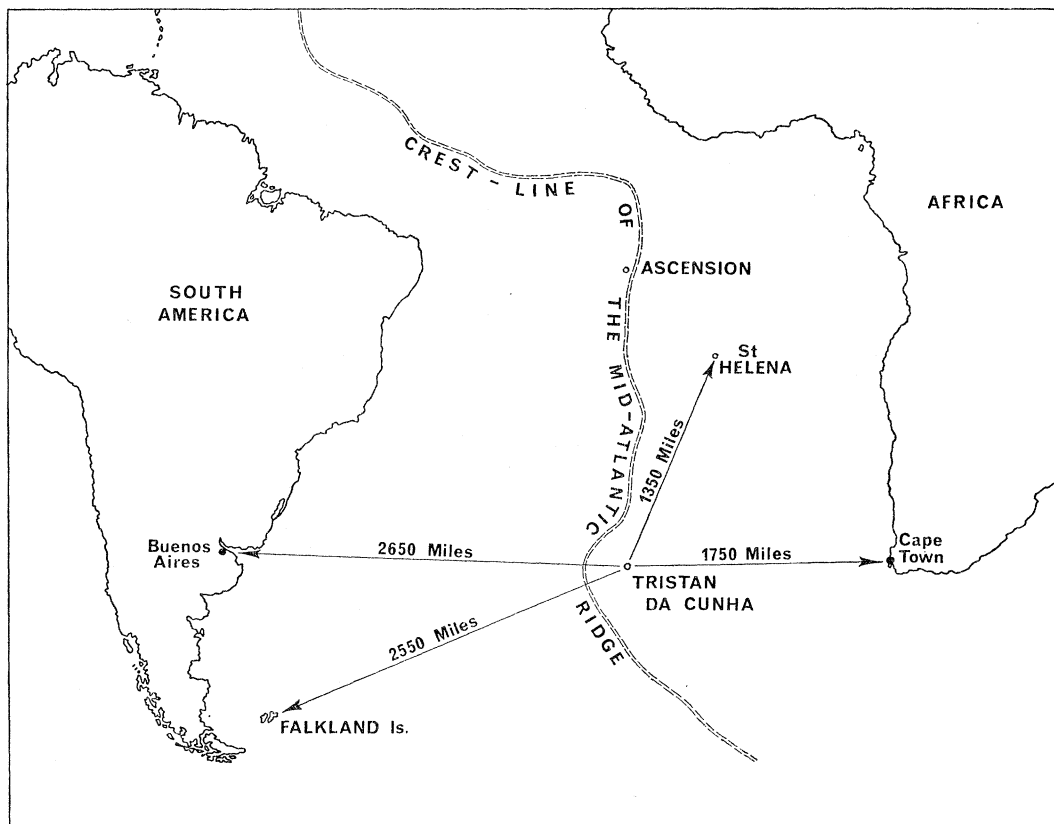 CREST-LINE OF THE MID-ATLANTIC RIDGE
AFRICA
ASCENSION
SOUTH
AMERICA
St
HELENA
1350 Miles
Buenos
Aires
2650 Miles
1750 Miles
Cape
Town
TRISTAN
DA CUNHA
2550 Miles
FALKLAND Is.